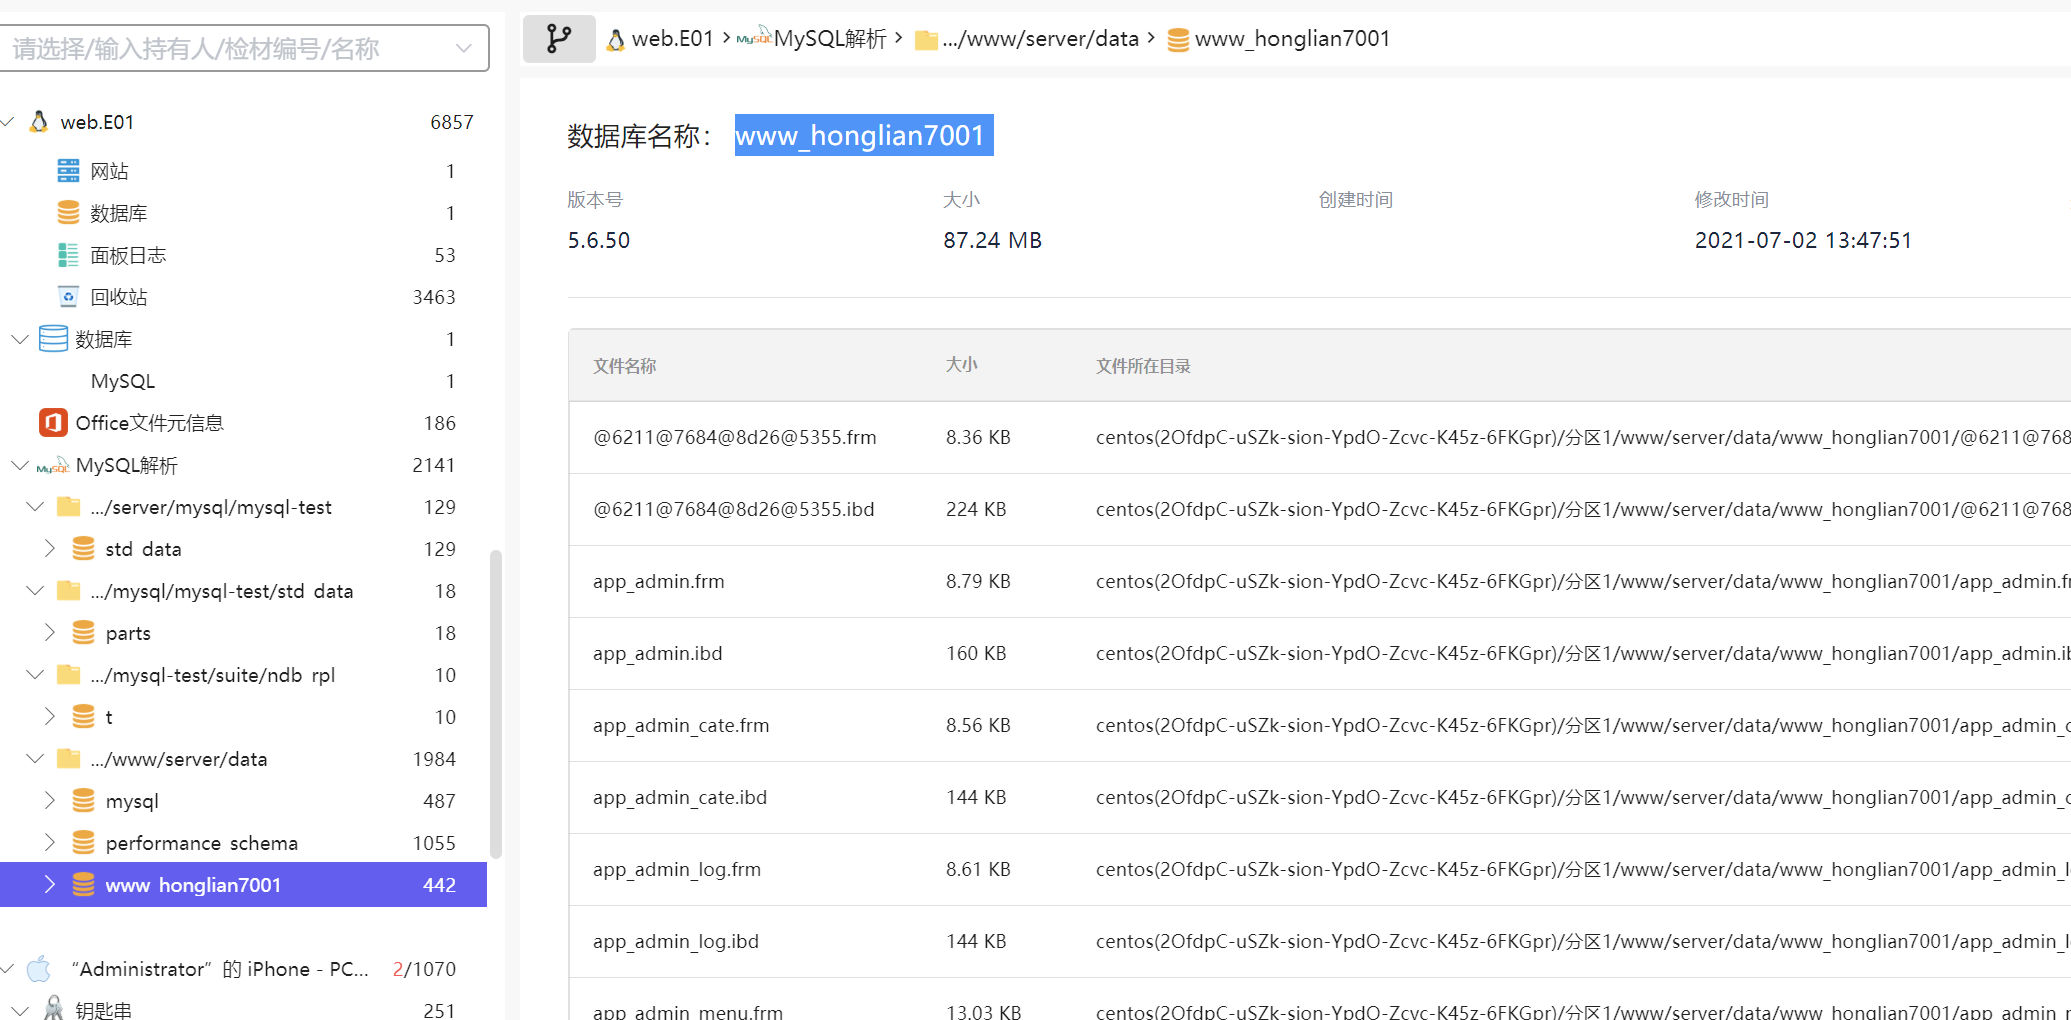 请选择/输入持有人/检材编号/名称
web.E01 6857
网站 1
数据库 1
面板日志 53
回收站 3463
数据库 1
MySQL 1
Office文件元信息 186
MySQL解析 2141
.../server/mysql/mysql-test 129
std data 129
.../mysql/mysql-test/std data 18
parts 18
.../mysql-test/suite/ndb rpl 10
t 10
.../www/server/data 1984
mysql 487
performance schema 1055
www honglian7001 442
“Administrator” 的 iPhone - PC... 2/1070
钥匙串 251
web.E01 > MySQL解析 > .../www/server/data > www_honglian7001
数据库名称： www_honglian7001
版本号 大小 创建时间 修改时间
5.6.50 87.24 MB 2021-07-02 13:47:51
文件名称 大小 文件所在目录
@6211@7684@8d26@5355.frm 8.36 KB centos(2OfdpC-uSZk-sion-YpdO-Zcvc-K45z-6FKGpr)/分区1/www/server/data/www_honglian7001/@6211@768
@6211@7684@8d26@5355.ibd 224 KB centos(2OfdpC-uSZk-sion-YpdO-Zcvc-K45z-6FKGpr)/分区1/www/server/data/www_honglian7001/@6211@768
app_admin.frm 8.79 KB centos(2OfdpC-uSZk-sion-YpdO-Zcvc-K45z-6FKGpr)/分区1/www/server/data/www_honglian7001/app_admin.fr
app_admin.ibd 160 KB centos(2OfdpC-uSZk-sion-YpdO-Zcvc-K45z-6FKGpr)/分区1/www/server/data/www_honglian7001/app_admin.ib
app_admin_cate.frm 8.56 KB centos(2OfdpC-uSZk-sion-YpdO-Zcvc-K45z-6FKGpr)/分区1/www/server/data/www_honglian7001/app_admin_c
app_admin_cate.ibd 144 KB centos(2OfdpC-uSZk-sion-YpdO-Zcvc-K45z-6FKGpr)/分区1/www/server/data/www_honglian7001/app_admin_c
app_admin_log.frm 8.61 KB centos(2OfdpC-uSZk-sion-YpdO-Zcvc-K45z-6FKGpr)/分区1/www/server/data/www_honglian7001/app_admin_l
app_admin_log.ibd 144 KB centos(2OfdpC-uSZk-sion-YpdO-Zcvc-K45z-6FKGpr)/分区1/www/server/data/www_honglian7001/app_admin_l
app_admin_menu.frm 13.03 KB centos(2OfdpC-uSZk-sion-YpdO-Zcvc-K45z-6FKGpr)/分区1/www/server/data/www_honglian7001/app_admin_